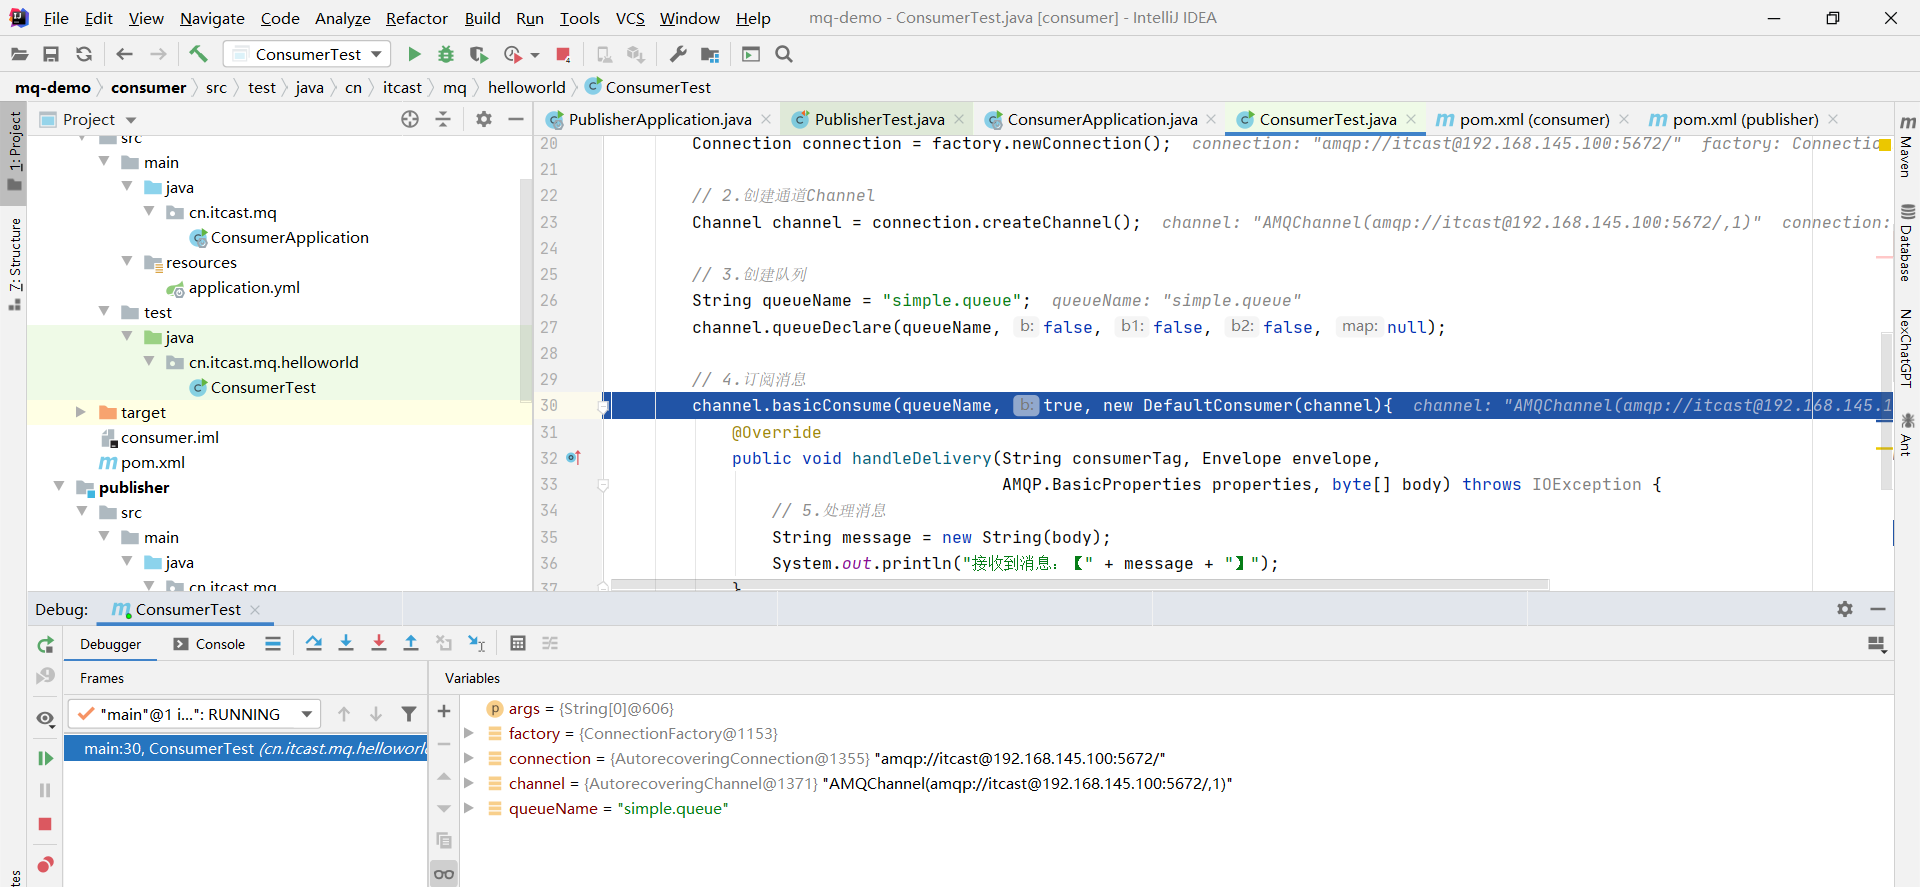 File Edit View Navigate Code Analyze Refactor Build Run Tools VCS Window Help mq-demo - ConsumerTest.java [consumer] - IntelliJ IDEA
ConsumerTest
mq-demo consumer src test java cn itcast mq helloworld ConsumerTest
1: Project
7: Structure
Project
src
main
java
cn.itcast.mq
ConsumerApplication
resources
application.yml
test
java
cn.itcast.mq.helloworld
ConsumerTest
target
consumer.iml
pom.xml
publisher
src
main
java
cn.itcast.mq
PublisherApplication.java PublisherTest.java ConsumerApplication.java ConsumerTest.java pom.xml (consumer) pom.xml (publisher)
20 Connection connection = factory.newConnection(); connection: "amqp://itcast@192.168.145.100:5672/" factory: Connectio
21
22 // 2.创建通道Channel
23 Channel channel = connection.createChannel(); channel: "AMQChannel(amqp://itcast@192.168.145.100:5672/,1)" connection:
24
25 // 3.创建队列
26 String queueName = "simple.queue"; queueName: "simple.queue"
27 channel.queueDeclare(queueName, b: false, b1: false, b2: false, map: null);
28
29 // 4.订阅消息
30 channel.basicConsume(queueName, b: true, new DefaultConsumer(channel){ channel: "AMQChannel(amqp://itcast@192.168.145.1
31 @Override
32 public void handleDelivery(String consumerTag, Envelope envelope,
33 AMQP.BasicProperties properties, byte[] body) throws IOException {
34 // 5.处理消息
35 String message = new String(body);
36 System.out.println("接收到消息：【" + message + "】");
37 }
Maven
Database
NexChatGPT
Ant
Debug: ConsumerTest
Debugger Console
Frames
"main"@1 i...": RUNNING
main:30, ConsumerTest (cn.itcast.mq.helloworl
Variables
args = {String[0]@606}
factory = {ConnectionFactory@1153}
connection = {AutorecoveringConnection@1355} "amqp://itcast@192.168.145.100:5672/"
channel = {AutorecoveringChannel@1371} "AMQChannel(amqp://itcast@192.168.145.100:5672/,1)"
queueName = "simple.queue"
tes